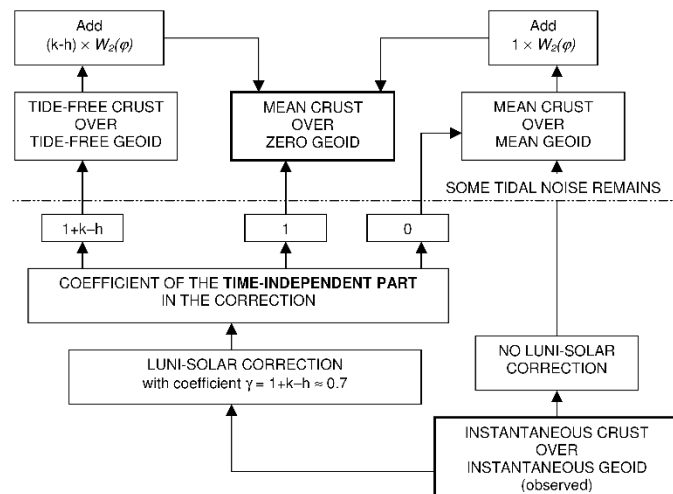 Add
(k-h) × W₂(φ)
Add
1 × W₂(φ)
TIDE-FREE CRUST
OVER
TIDE-FREE GEOID
MEAN CRUST
OVER
ZERO GEOID
MEAN CRUST
OVER
MEAN GEOID
SOME TIDAL NOISE REMAINS
1+k–h
1
0
COEFFICIENT OF THE TIME-INDEPENDENT PART
IN THE CORRECTION
LUNI-SOLAR CORRECTION
with coefficient γ = 1+k–h ≈ 0.7
NO LUNI-SOLAR
CORRECTION
INSTANTANEOUS CRUST
OVER
INSTANTANEOUS GEOID
(observed)